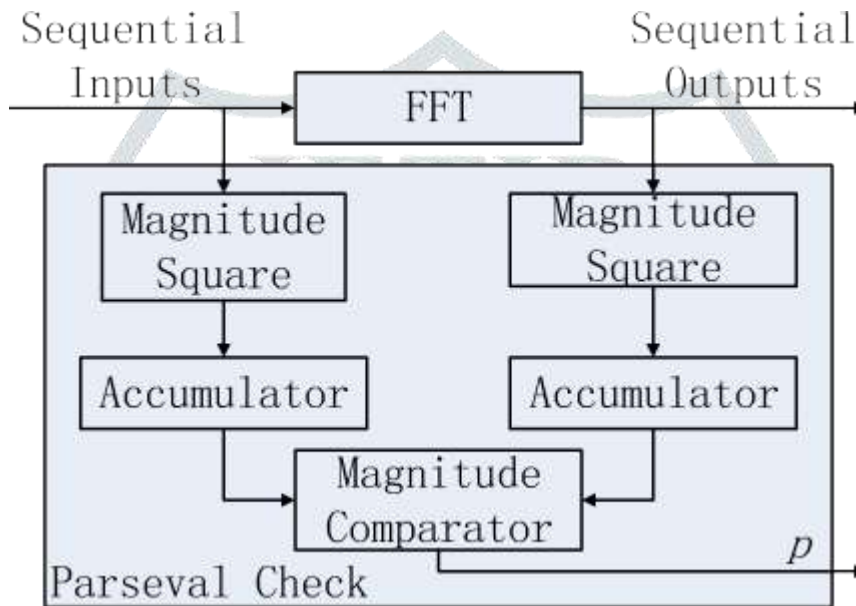 Sequential
Inputs
Sequential
Outputs
FFT
Magnitude
Square
Magnitude
Square
Accumulator
Accumulator
Magnitude
Comparator
p
Parseval Check